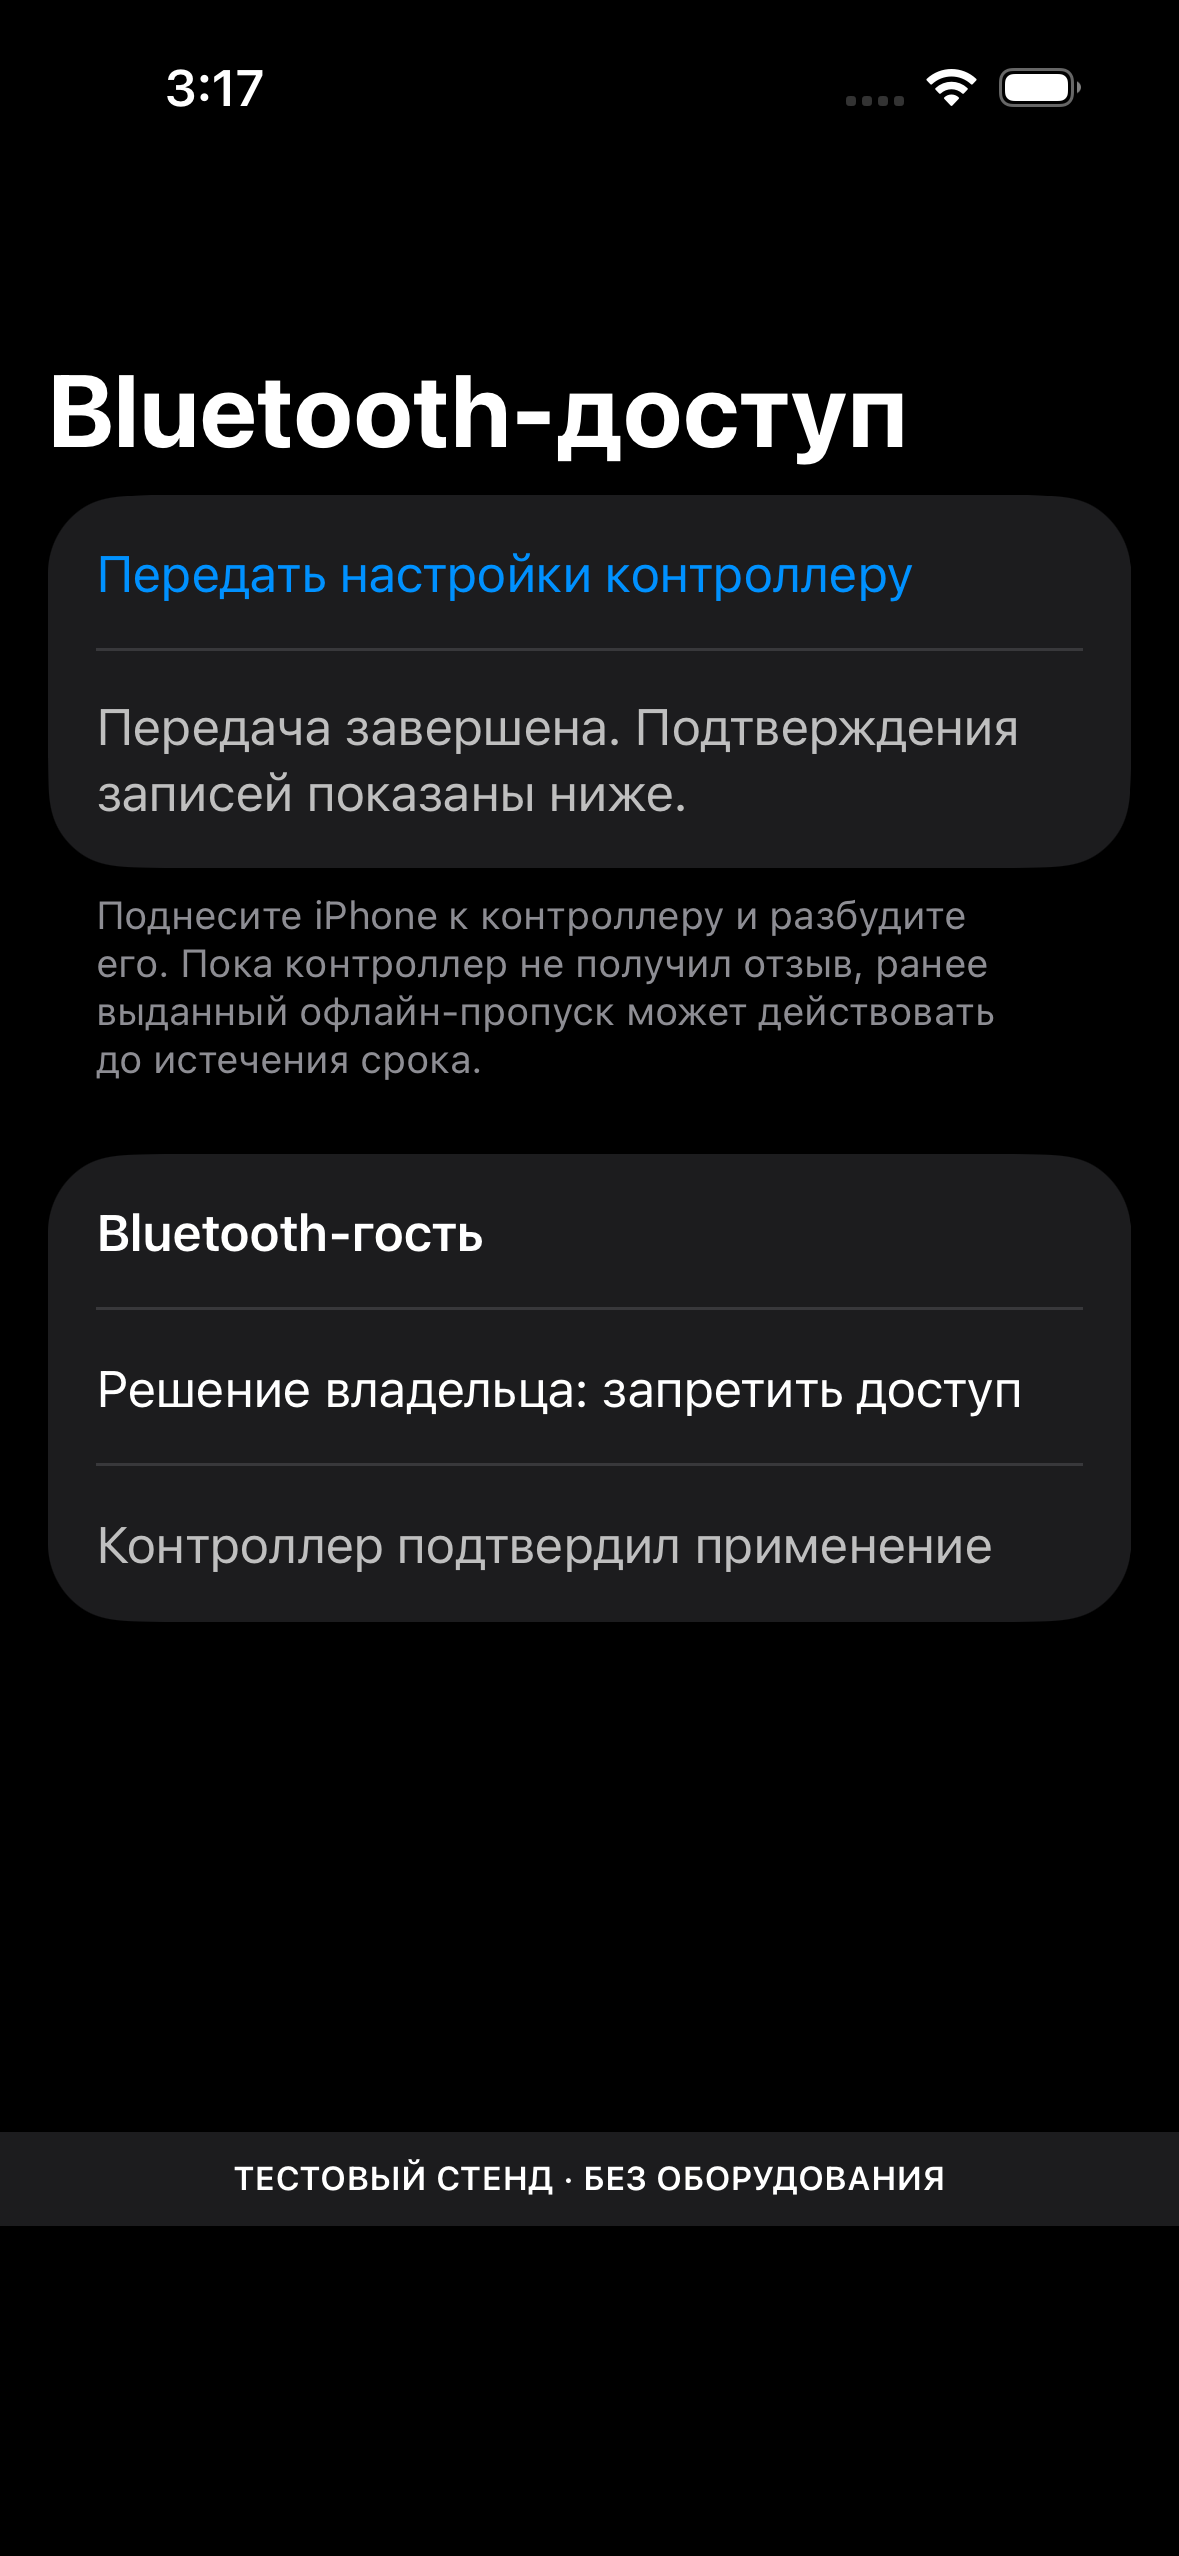 3:17
Bluetooth-доступ
Передать настройки контроллеру
Передача завершена. Подтверждения
записей показаны ниже.
Поднесите iPhone к контроллеру и разбудите
его. Пока контроллер не получил отзыв, ранее
выданный офлайн-пропуск может действовать
до истечения срока.
Bluetooth-гость
Решение владельца: запретить доступ
Контроллер подтвердил применение
ТЕСТОВЫЙ СТЕНД · БЕЗ ОБОРУДОВАНИЯ